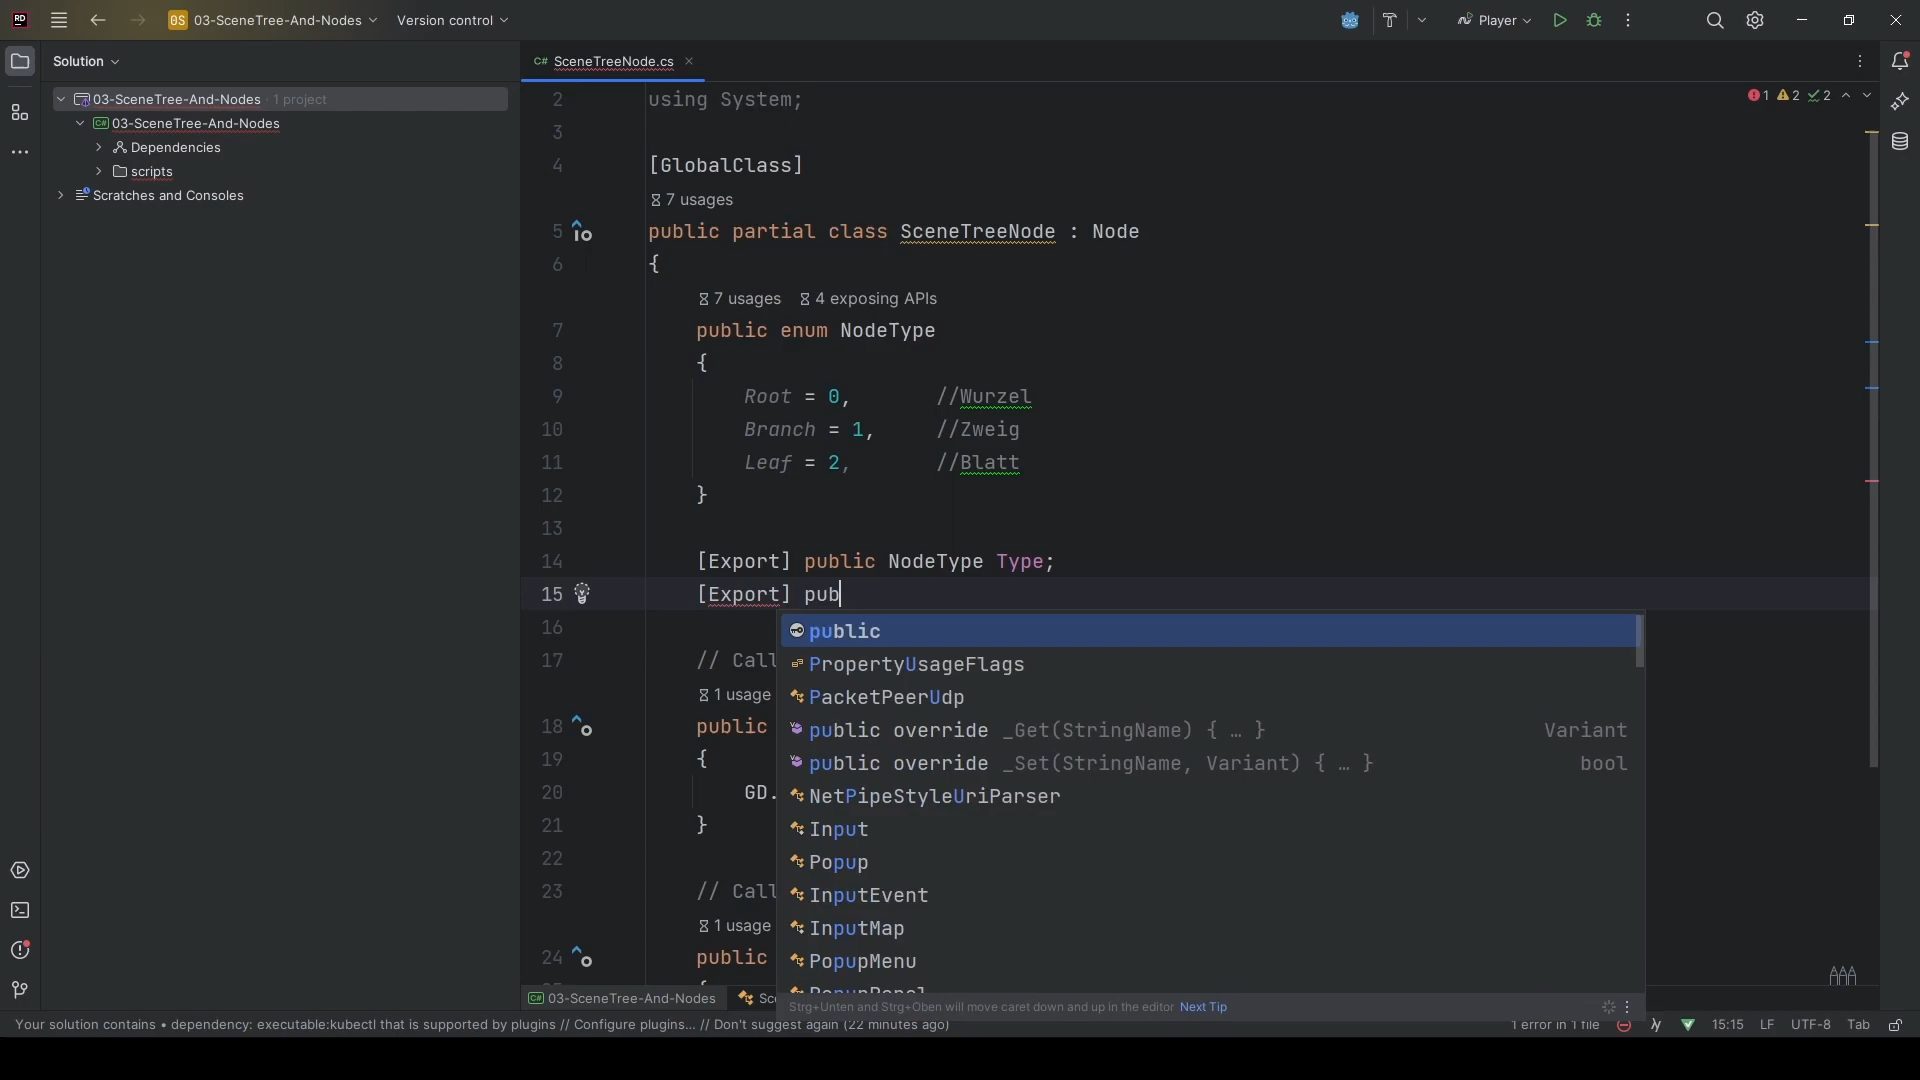 RD 0S 03-SceneTree-And-Nodes Version control Player
Solution
C# SceneTreeNode.cs
03-SceneTree-And-Nodes · 1 project
C# 03-SceneTree-And-Nodes
Dependencies
scripts
Scratches and Consoles
1 2 2
2 using System;
3
4 [GlobalClass]
7 usages
5 public partial class SceneTreeNode : Node
6 {
7 usages 4 exposing APIs
7 public enum NodeType
8 {
9 Root = 0, //Wurzel
10 Branch = 1, //Zweig
11 Leaf = 2, //Blatt
12 }
13
14 [Export] public NodeType Type;
15 [Export] pub
16
17 // Call
1 usage
18 public
19 {
20 GD.
21 }
22
23 // Call
1 usage
24 public
public
PropertyUsageFlags
PacketPeerUdp
public override _Get(StringName) { … } Variant
public override _Set(StringName, Variant) { … } bool
NetPipeStyleUriParser
Input
Popup
InputEvent
InputMap
PopupMenu
PopupPanel
Strg+Unten and Strg+Oben will move caret down and up in the editor Next Tip
C# 03-SceneTree-And-Nodes Sc
Your solution contains • dependency: executable:kubectl that is supported by plugins // Configure plugins... // Don't suggest again (22 minutes ago)
1 error in 1 file 15:15 LF UTF-8 Tab